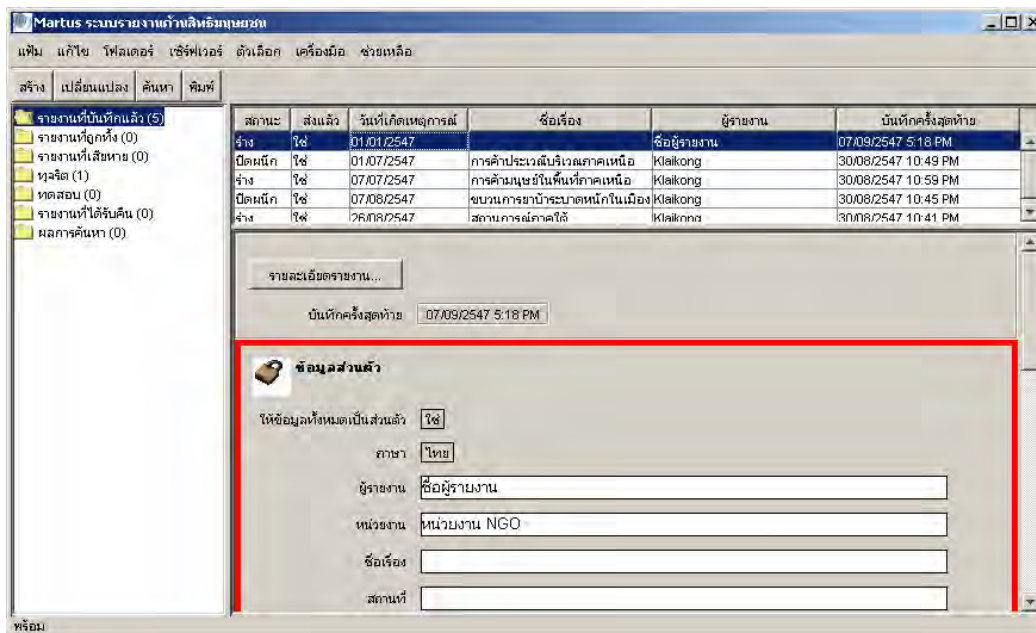 Martus ระบบรายงานด้านสิทธิมนุษยชน
แฟ้ม แก้ไข โฟลเดอร์ เซิร์ฟเวอร์ ตัวเลือก เครื่องมือ ช่วยเหลือ
สร้าง เปลี่ยนแปลง ค้นหา พิมพ์
รายงานที่บันทึกแล้ว (5)
รายงานที่ถูกทิ้ง (0)
รายงานที่เสียหาย (0)
ทุจริต (1)
ทดสอบ (0)
รายงานที่ได้รับคืน (0)
ผลการค้นหา (0)
สถานะ ส่งแล้ว วันที่เกิดเหตุการณ์ ชื่อเรื่อง ผู้รายงาน บันทึกครั้งสุดท้าย
ร่าง ใช่ 01/01/2547 ชื่อผู้รายงาน 07/09/2547 5:18 PM
ปิดผนึก ใช่ 01/07/2547 การค้าประเวณีบริเวณภาคเหนือ Klaikong 30/08/2547 10:49 PM
ร่าง ใช่ 07/07/2547 การค้ามนุษย์ในพื้นที่ภาคเหนือ Klaikong 30/08/2547 10:59 PM
ปิดผนึก ใช่ 07/08/2547 ขบวนการยาบ้าระบาดหนักในเมือง Klaikong 30/08/2547 10:45 PM
ร่าง ใช่ 26/08/2547 สถานการณ์ภาคใต้ Klaikong 30/08/2547 10:41 PM
รายละเอียดรายงาน...
บันทึกครั้งสุดท้าย 07/09/2547 5:18 PM
ข้อมูลส่วนตัว
ให้ข้อมูลทั้งหมดเป็นส่วนตัว ใช่
ภาษา ไทย
ผู้รายงาน ชื่อผู้รายงาน
หน่วยงาน หน่วยงาน NGO
ชื่อเรื่อง
สถานที่
พร้อม